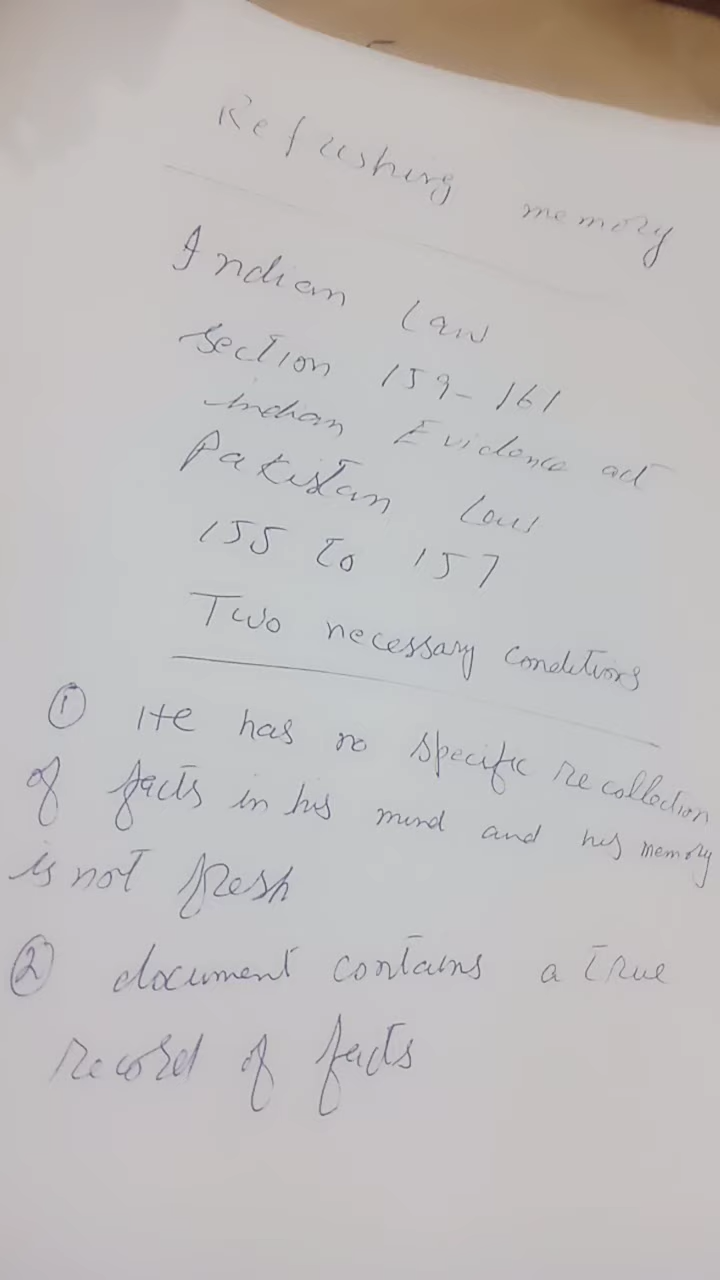 Refreshing memory
Indian Law
Section 159-161
Indian Evidence act
Pakistan Law
155 to 157
Two necessary conditions
① He has no specific recollection
of facts in his mind and his memory
is not fresh
② document contains a true
record of facts